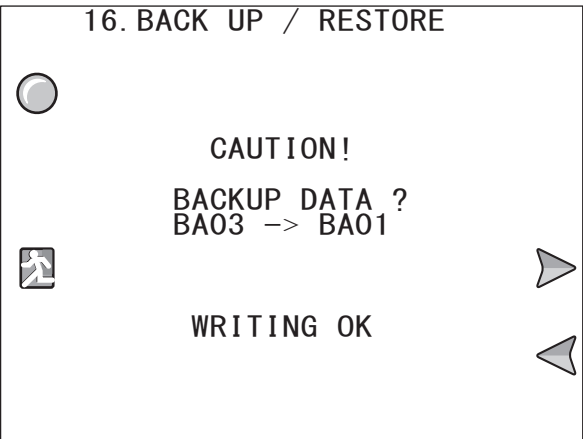 16.BACK UP / RESTORE
CAUTION!
BACKUP DATA ?
BA03 –> BA01
WRITING OK